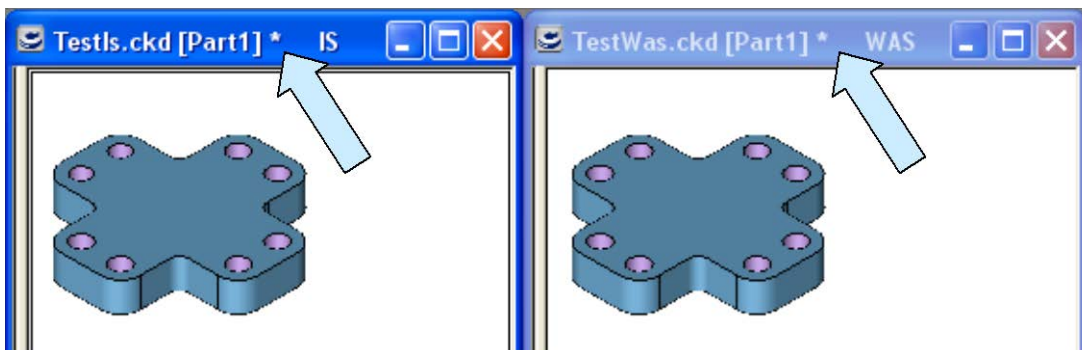 TestIs.ckd [Part1] * IS
TestWas.ckd [Part1] * WAS